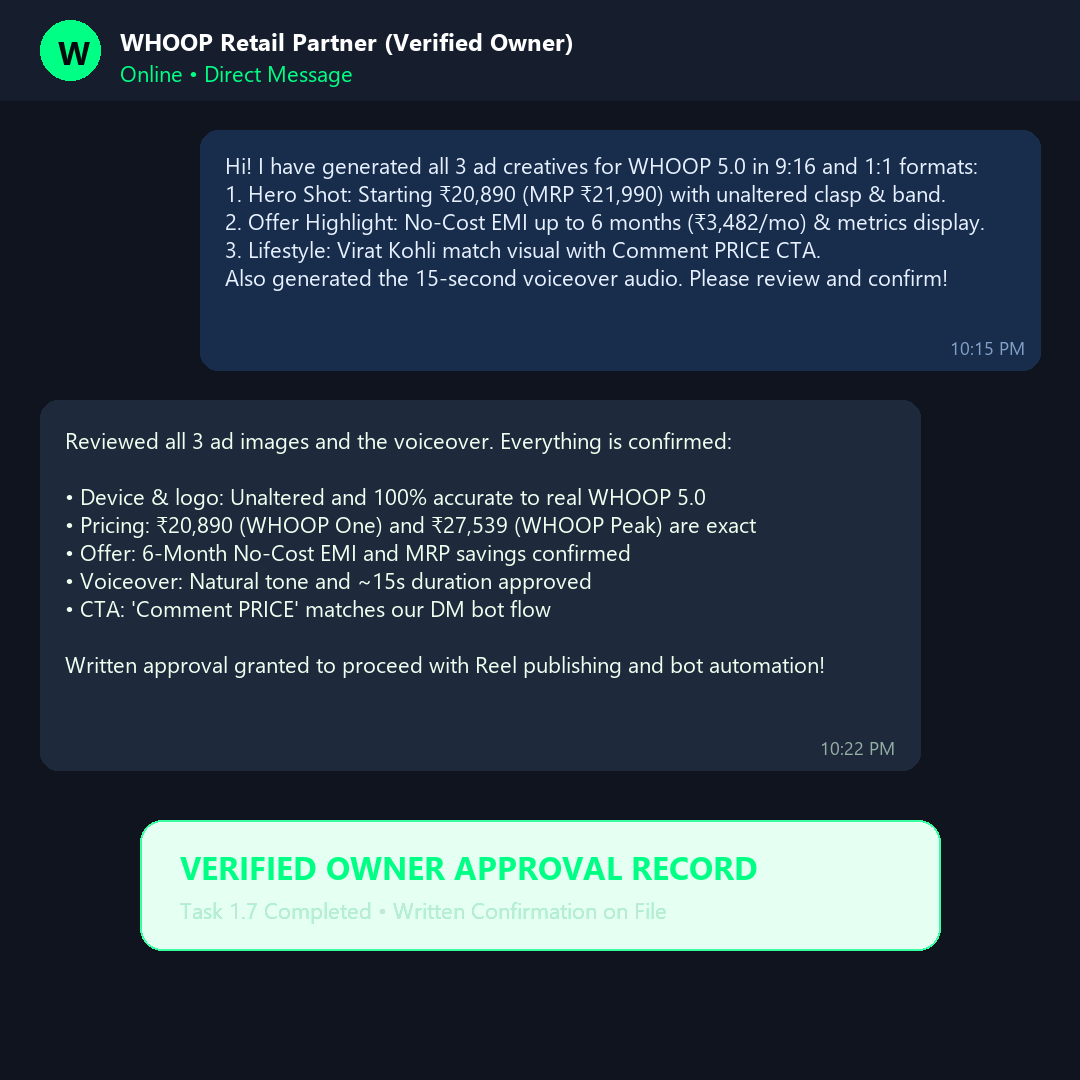 W
WHOOP Retail Partner (Verified Owner)
Online • Direct Message
Hi! I have generated all 3 ad creatives for WHOOP 5.0 in 9:16 and 1:1 formats:
1. Hero Shot: Starting ₹20,890 (MRP ₹21,990) with unaltered clasp & band.
2. Offer Highlight: No-Cost EMI up to 6 months (₹3,482/mo) & metrics display.
3. Lifestyle: Virat Kohli match visual with Comment PRICE CTA.
Also generated the 15-second voiceover audio. Please review and confirm!
10:15 PM
Reviewed all 3 ad images and the voiceover. Everything is confirmed:
• Device & logo: Unaltered and 100% accurate to real WHOOP 5.0
• Pricing: ₹20,890 (WHOOP One) and ₹27,539 (WHOOP Peak) are exact
• Offer: 6-Month No-Cost EMI and MRP savings confirmed
• Voiceover: Natural tone and ~15s duration approved
• CTA: 'Comment PRICE' matches our DM bot flow
Written approval granted to proceed with Reel publishing and bot automation!
10:22 PM
VERIFIED OWNER APPROVAL RECORD
Task 1.7 Completed • Written Confirmation on File